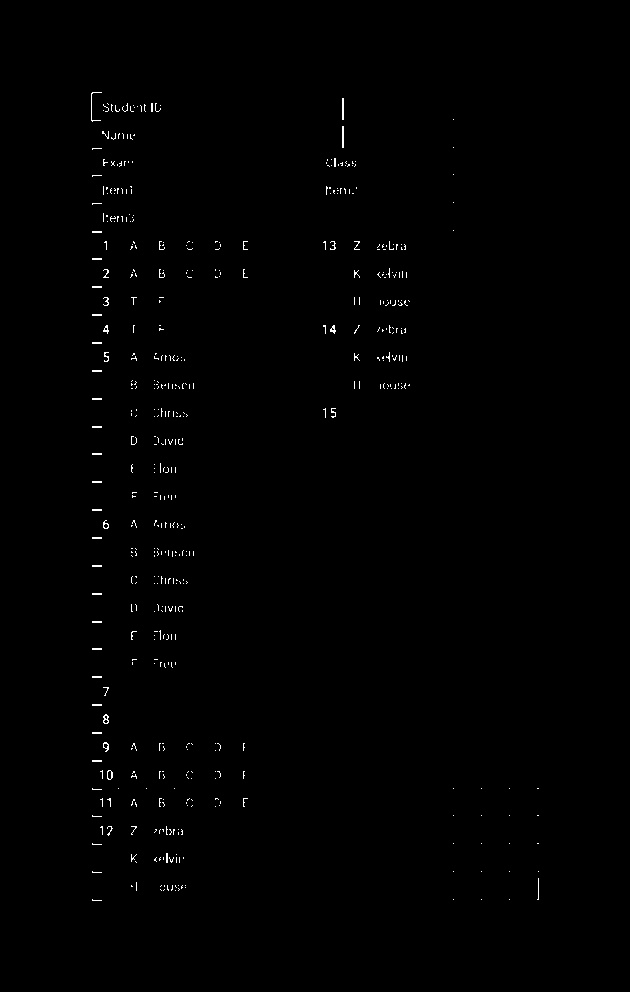 Student ID
Name
Exam
Class
Item1
Item2
Item3
1 A B C D E
2 A B C D E
3 T F
4 T F
5 A Amos
B Benson
C Chriss
D David
E Elon
F Free
6 A Amos
B Benson
C Chriss
D David
E Elon
F Free
7
8
9 A B C D E
10 A B C D E
11 A B C D E
12 Z zebra
K kelvin
H house
13 Z zebra
K kelvin
H house
14 Z zebra
K kelvin
H house
15